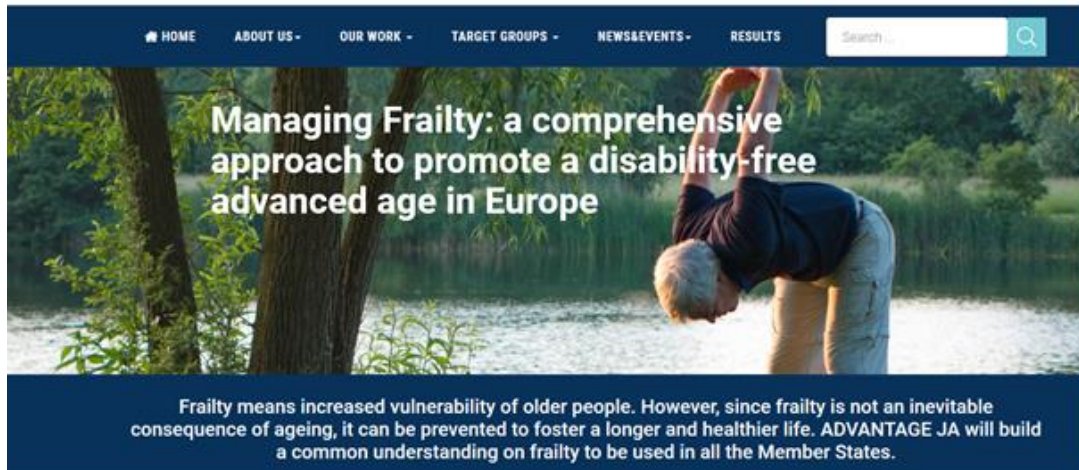 HOME ABOUT US OUR WORK TARGET GROUPS NEWS&EVENTS RESULTS Search ...
Managing Frailty: a comprehensive
approach to promote a disability-free
advanced age in Europe
Frailty means increased vulnerability of older people. However, since frailty is not an inevitable
consequence of ageing, it can be prevented to foster a longer and healthier life. ADVANTAGE JA will build
a common understanding on frailty to be used in all the Member States.